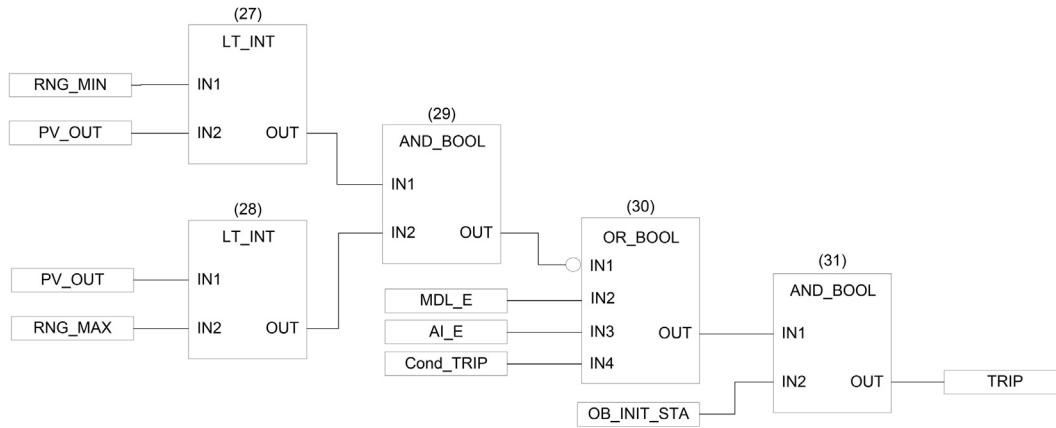 (27)
LT_INT
RNG_MIN
IN1
PV_OUT
IN2
OUT
(29)
AND_BOOL
IN1
IN2
OUT
(28)
LT_INT
PV_OUT
IN1
RNG_MAX
IN2
OUT
(30)
OR_BOOL
IN1
MDL_E
IN2
AI_E
IN3
OUT
Cond_TRIP
IN4
(31)
AND_BOOL
IN1
IN2
OUT
TRIP
OB_INIT_STA